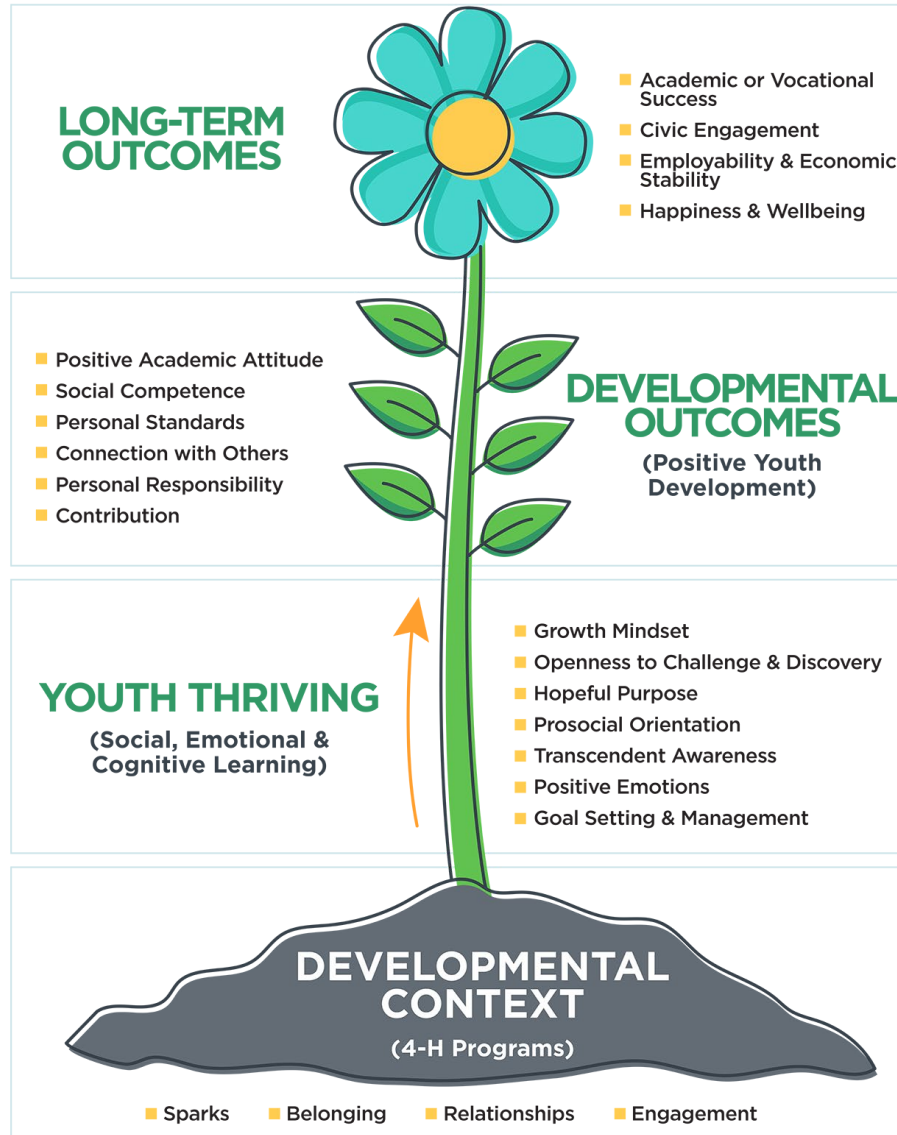 LONG-TERM
OUTCOMES
Academic or Vocational
Success
Civic Engagement
Employability & Economic
Stability
Happiness & Wellbeing
Positive Academic Attitude
Social Competence
Personal Standards
Connection with Others
Personal Responsibility
Contribution
DEVELOPMENTAL
OUTCOMES
(Positive Youth
Development)
YOUTH THRIVING
(Social, Emotional &
Cognitive Learning)
Growth Mindset
Openness to Challenge & Discovery
Hopeful Purpose
Prosocial Orientation
Transcendent Awareness
Positive Emotions
Goal Setting & Management
DEVELOPMENTAL
CONTEXT
(4-H Programs)
Sparks
Belonging
Relationships
Engagement